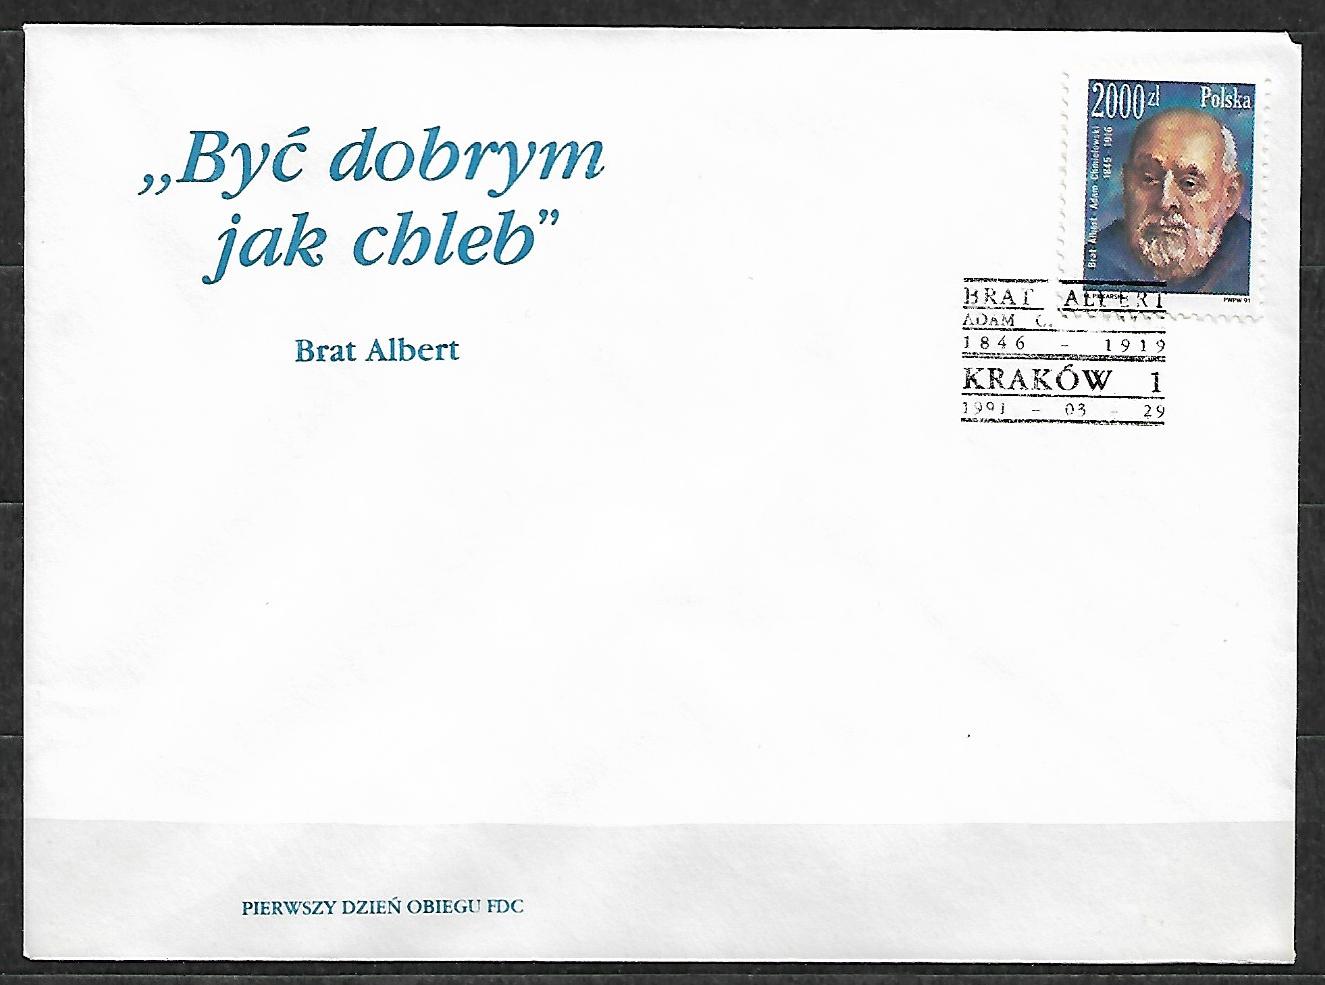 „Być dobrym
jak chleb”
Brat Albert
2000 zł Polska
Brat Albert - Adam Chmielowski
1845 - 1916
PWPW 91
BRAT ALBERT
ADAM C.
1846 - 1919
KRAKÓW 1
1991 - 03 - 29
PIERWSZY DZIEŃ OBIEGU FDC